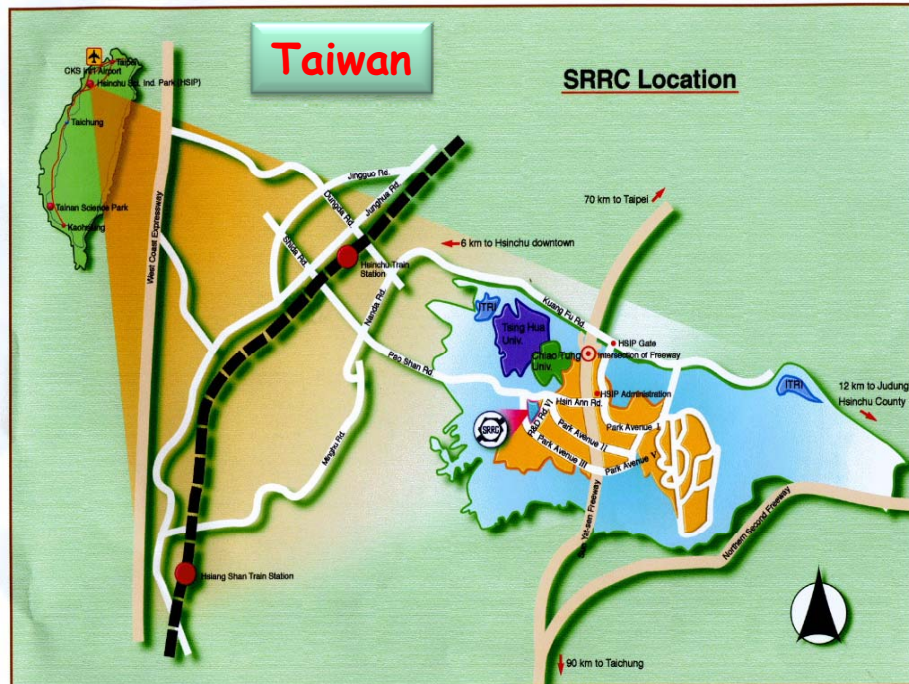 Taiwan
SRRC Location
Taipei
CKS Int'l Airport
Hsinchu Sci. Ind. Park (HSIP)
Taichung
Tainan Science Park
Kaohsiung
West Coast Expressway
Jingguo Rd.
Junghua Rd.
Dungda Rd.
Shida Rd.
Hsinchu Train
Station
Nanda Rd.
70 km to Taipei
6 km to Hsinchu downtown
Kuang Fu Rd.
ITRI
Tsing Hua
Univ.
Chiao Tung
Univ.
HSIP Gate
Intersection of Freeway
Pao Shan Rd
HSIP Administration
Hsin Ann Rd.
ITRI
12 km to Judung
Hsinchu County
SRRC
R&D Rd. VI
Park Avenue I
Park Avenue II
Park Avenue III
Park Avenue V
Minghu Rd.
Sun Yat-sen Freeway
Northern Second Freeway
Hsiang Shan Train Station
90 km to Taichung